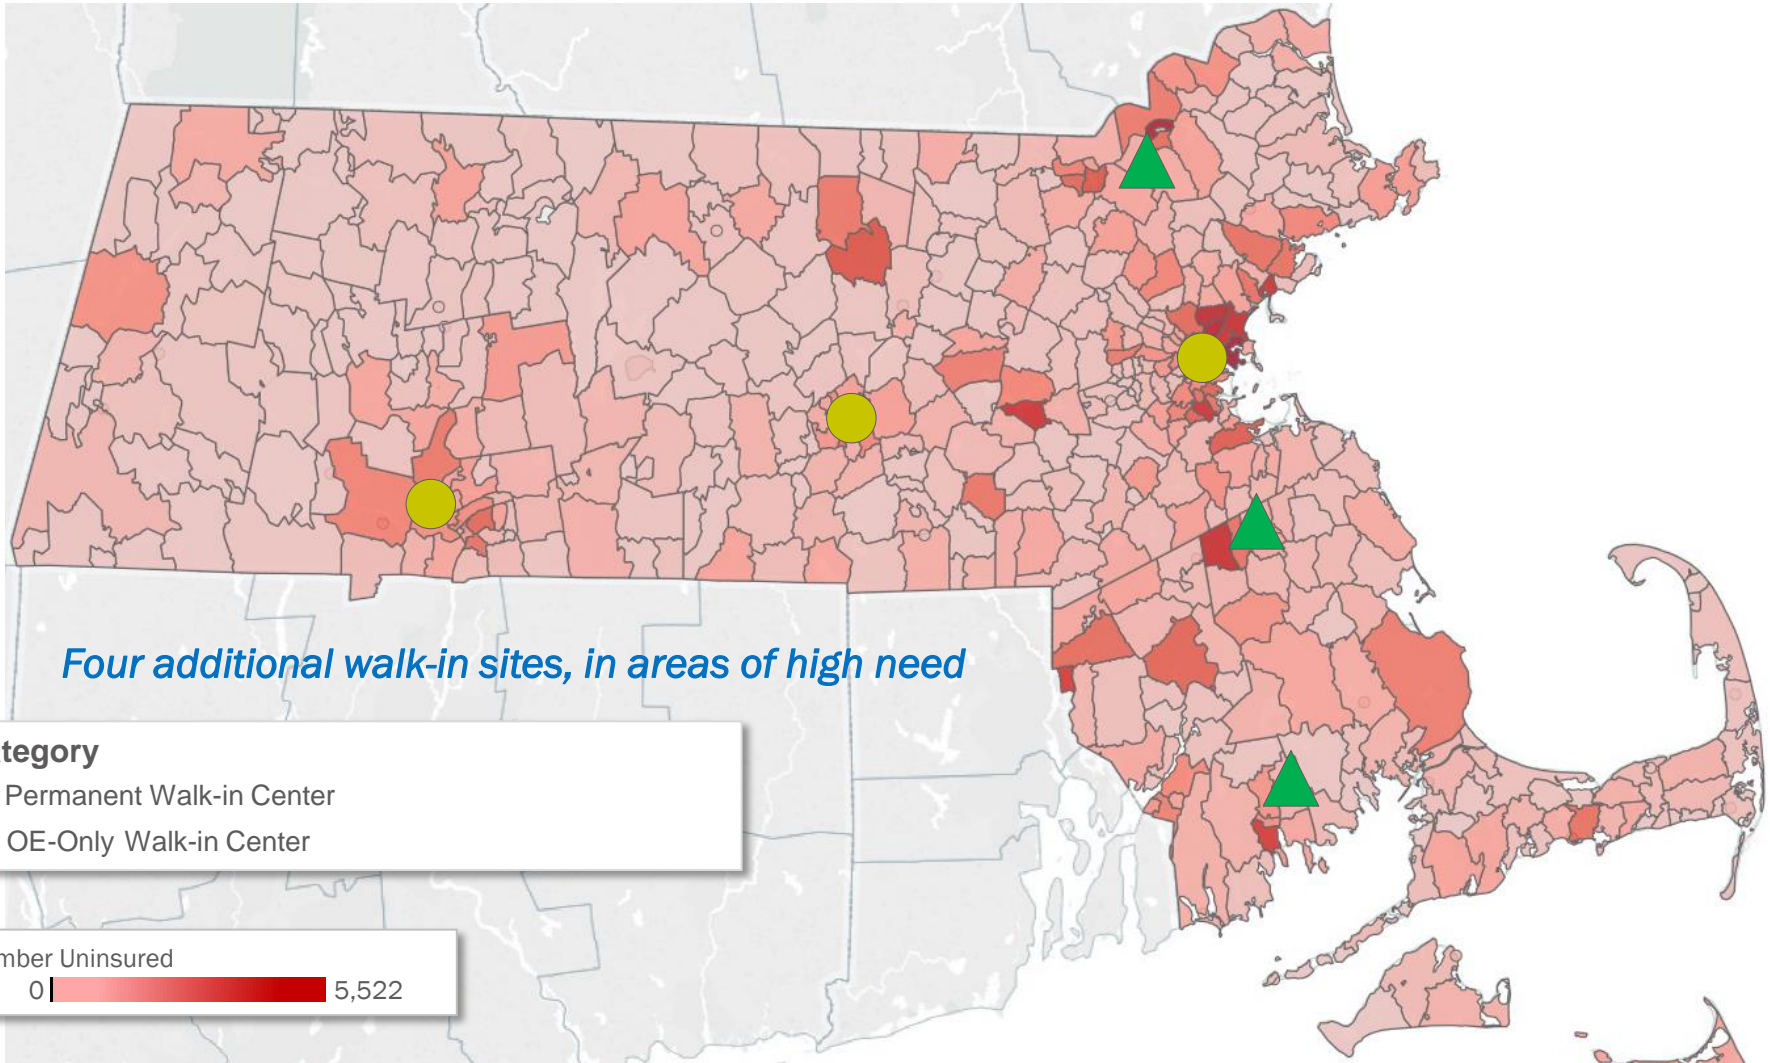 Four additional walk-in sites, in areas of high need
tegory
Permanent Walk-in Center
OE-Only Walk-in Center
mber Uninsured
0 5,522